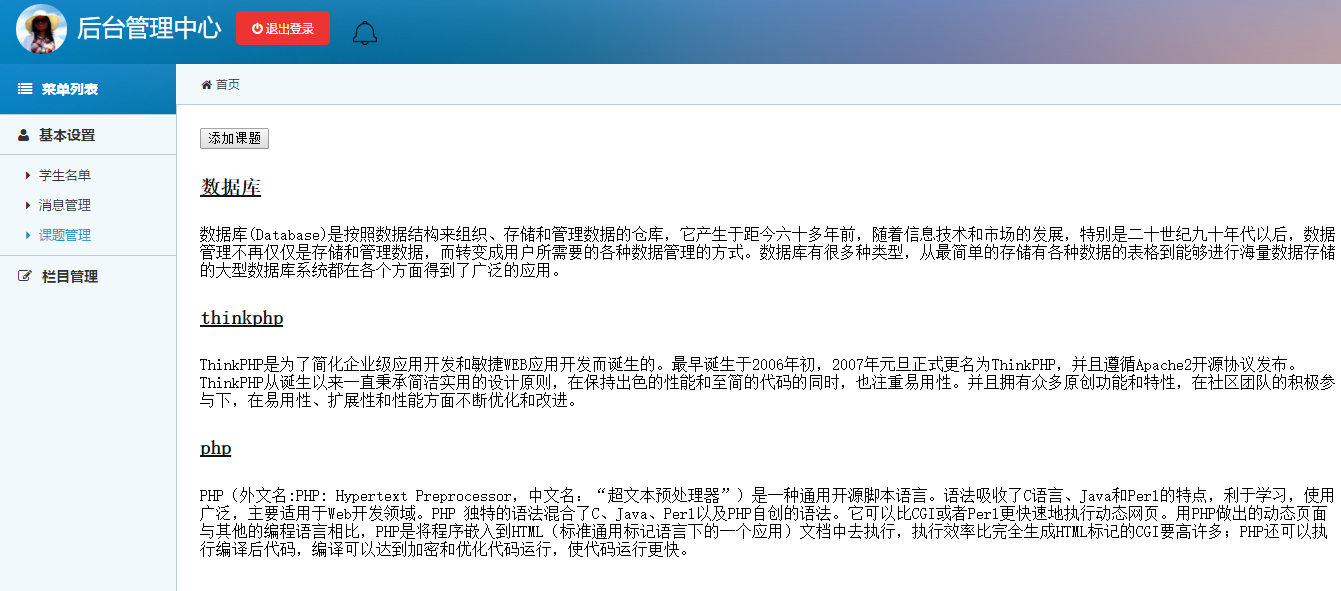 后台管理中心 退出登录
菜单列表
首页
基本设置
学生名单
消息管理
课题管理
栏目管理
添加课题
数据库
数据库(Database)是按照数据结构来组织、存储和管理数据的仓库，它产生于距今六十多年前，随着信息技术和市场的发展，特别是二十世纪九十年代以后，数据
管理不再仅仅是存储和管理数据，而转变成用户所需要的各种数据管理的方式。数据库有很多种类型，从最简单的存储有各种数据的表格到能够进行海量数据存储
的大型数据库系统都在各个方面得到了广泛的应用。
thinkphp
ThinkPHP是为了简化企业级应用开发和敏捷WEB应用开发而诞生的。最早诞生于2006年初，2007年元旦正式更名为ThinkPHP，并且遵循Apache2开源协议发布。
ThinkPHP从诞生以来一直秉承简洁实用的设计原则，在保持出色的性能和至简的代码的同时，也注重易用性。并且拥有众多原创功能和特性，在社区团队的积极参
与下，在易用性、扩展性和性能方面不断优化和改进。
php
PHP（外文名:PHP: Hypertext Preprocessor，中文名：“超文本预处理器”）是一种通用开源脚本语言。语法吸收了C语言、Java和Perl的特点，利于学习，使用
广泛，主要适用于Web开发领域。PHP 独特的语法混合了C、Java、Perl以及PHP自创的语法。它可以比CGI或者Perl更快速地执行动态网页。用PHP做出的动态页面
与其他的编程语言相比，PHP是将程序嵌入到HTML（标准通用标记语言下的一个应用）文档中去执行，执行效率比完全生成HTML标记的CGI要高许多；PHP还可以执
行编译后代码，编译可以达到加密和优化代码运行，使代码运行更快。